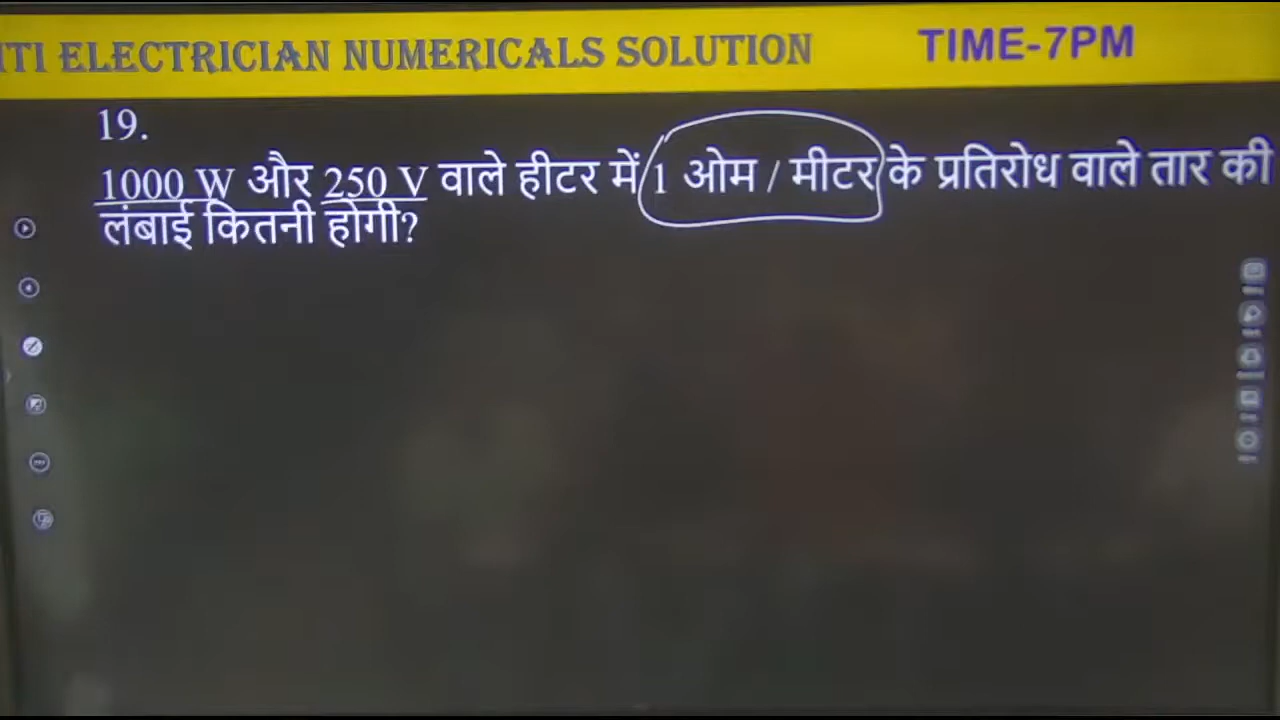 ITI ELECTRICIAN NUMERICALS SOLUTION TIME-7PM
19.
1000 W और 250 V वाले हीटर में 1 ओम / मीटर के प्रतिरोध वाले तार की
लंबाई कितनी होगी?